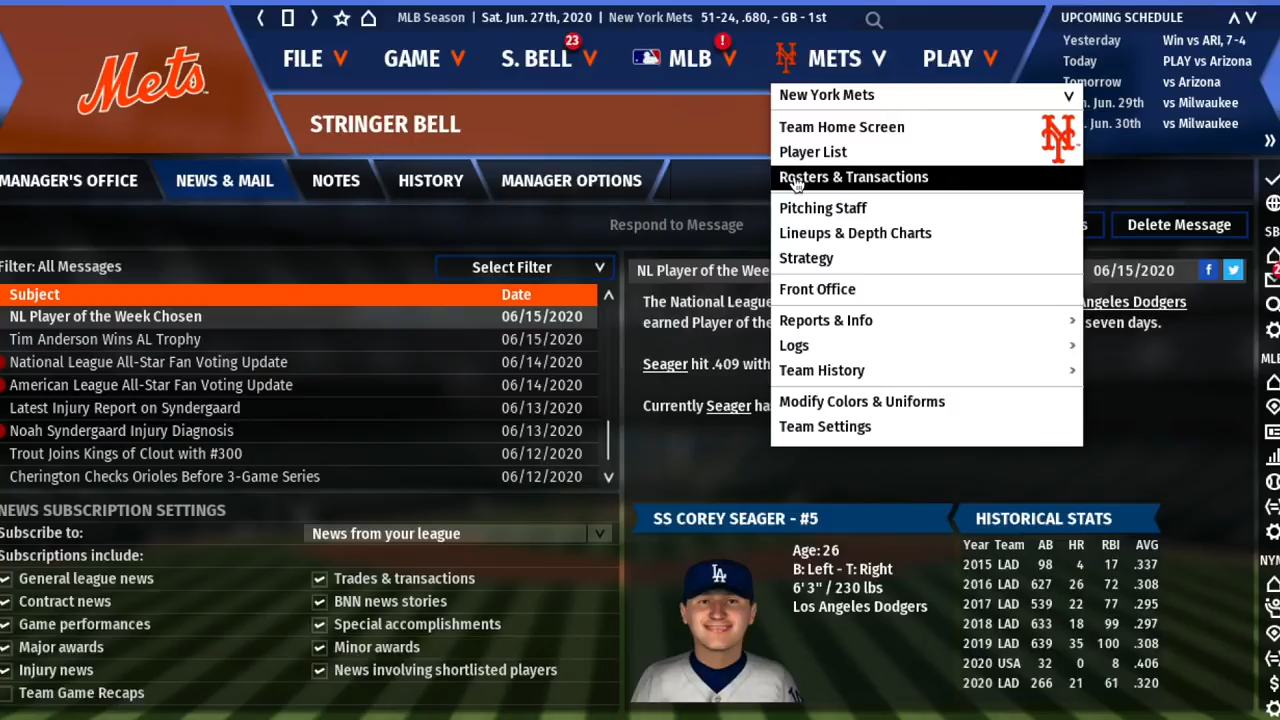 Mets
MLB Season | Sat. Jun. 27th, 2020 | New York Mets 51-24, .680, - GB - 1st
FILE GAME S. BELL 23 MLB ! METS PLAY
UPCOMING SCHEDULE
Yesterday Win vs ARI, 7-4
Today PLAY vs Arizona
Tomorrow vs Arizona
. Jun. 29th vs Milwaukee
. Jun. 30th vs Milwaukee
STRINGER BELL
MANAGER'S OFFICE NEWS & MAIL NOTES HISTORY MANAGER OPTIONS
New York Mets
Team Home Screen
Player List
Rosters & Transactions
Pitching Staff
Lineups & Depth Charts
Strategy
Front Office
Reports & Info
Logs
Team History
Modify Colors & Uniforms
Team Settings
Respond to Message
Delete Message
Filter: All Messages Select Filter
Subject Date
NL Player of the Week Chosen 06/15/2020
Tim Anderson Wins AL Trophy 06/15/2020
National League All-Star Fan Voting Update 06/14/2020
American League All-Star Fan Voting Update 06/14/2020
Latest Injury Report on Syndergaard 06/13/2020
Noah Syndergaard Injury Diagnosis 06/13/2020
Trout Joins Kings of Clout with #300 06/12/2020
Cherington Checks Orioles Before 3-Game Series 06/12/2020
NL Player of the Wee 06/15/2020
The National League ngeles Dodgers
earned Player of the seven days.
Seager hit .409 with
Currently Seager ha
NEWS SUBSCRIPTION SETTINGS
Subscribe to: News from your league
Subscriptions include:
General league news Trades & transactions
Contract news BNN news stories
Game performances Special accomplishments
Major awards Minor awards
Injury news News involving shortlisted players
Team Game Recaps
SS COREY SEAGER - #5
Age: 26
B: Left - T: Right
6' 3" / 230 lbs
Los Angeles Dodgers
LA
HISTORICAL STATS
Year Team AB HR RBI AVG
2015 LAD 98 4 17 .337
2016 LAD 627 26 72 .308
2017 LAD 539 22 77 .295
2018 LAD 633 18 99 .297
2019 LAD 639 35 100 .308
2020 USA 32 0 8 .406
2020 LAD 266 21 61 .320